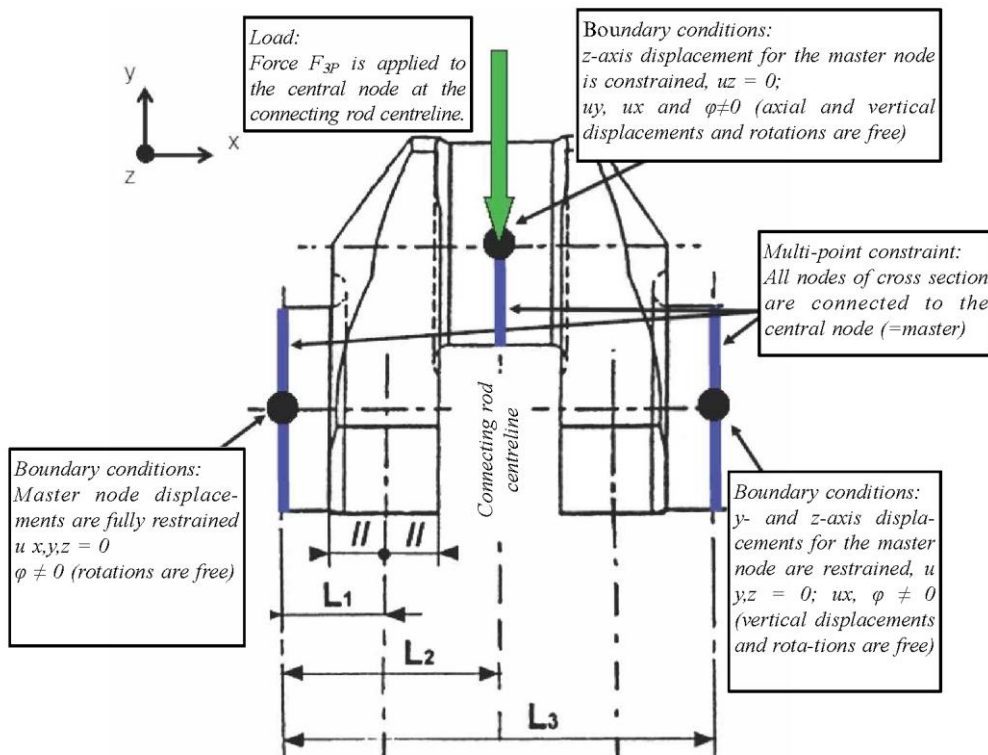 Load:
Force F3P is applied to
the central node at the
connecting rod centreline.
Boundary conditions:
z-axis displacement for the master node
is constrained, uz = 0;
uy, ux and φ≠0 (axial and vertical
displacements and rotations are free)
y
x
z
Multi-point constraint:
All nodes of cross section
are connected to the
central node (=master)
Connecting rod
centreline
Boundary conditions:
Master node displace-
ments are fully restrained
u x,y,z = 0
φ ≠ 0 (rotations are free)
Boundary conditions:
y- and z-axis displa-
cements for the master
node are restrained, u
y,z = 0; ux, φ ≠ 0
(vertical displacements
and rota-tions are free)
L1
L2
L3